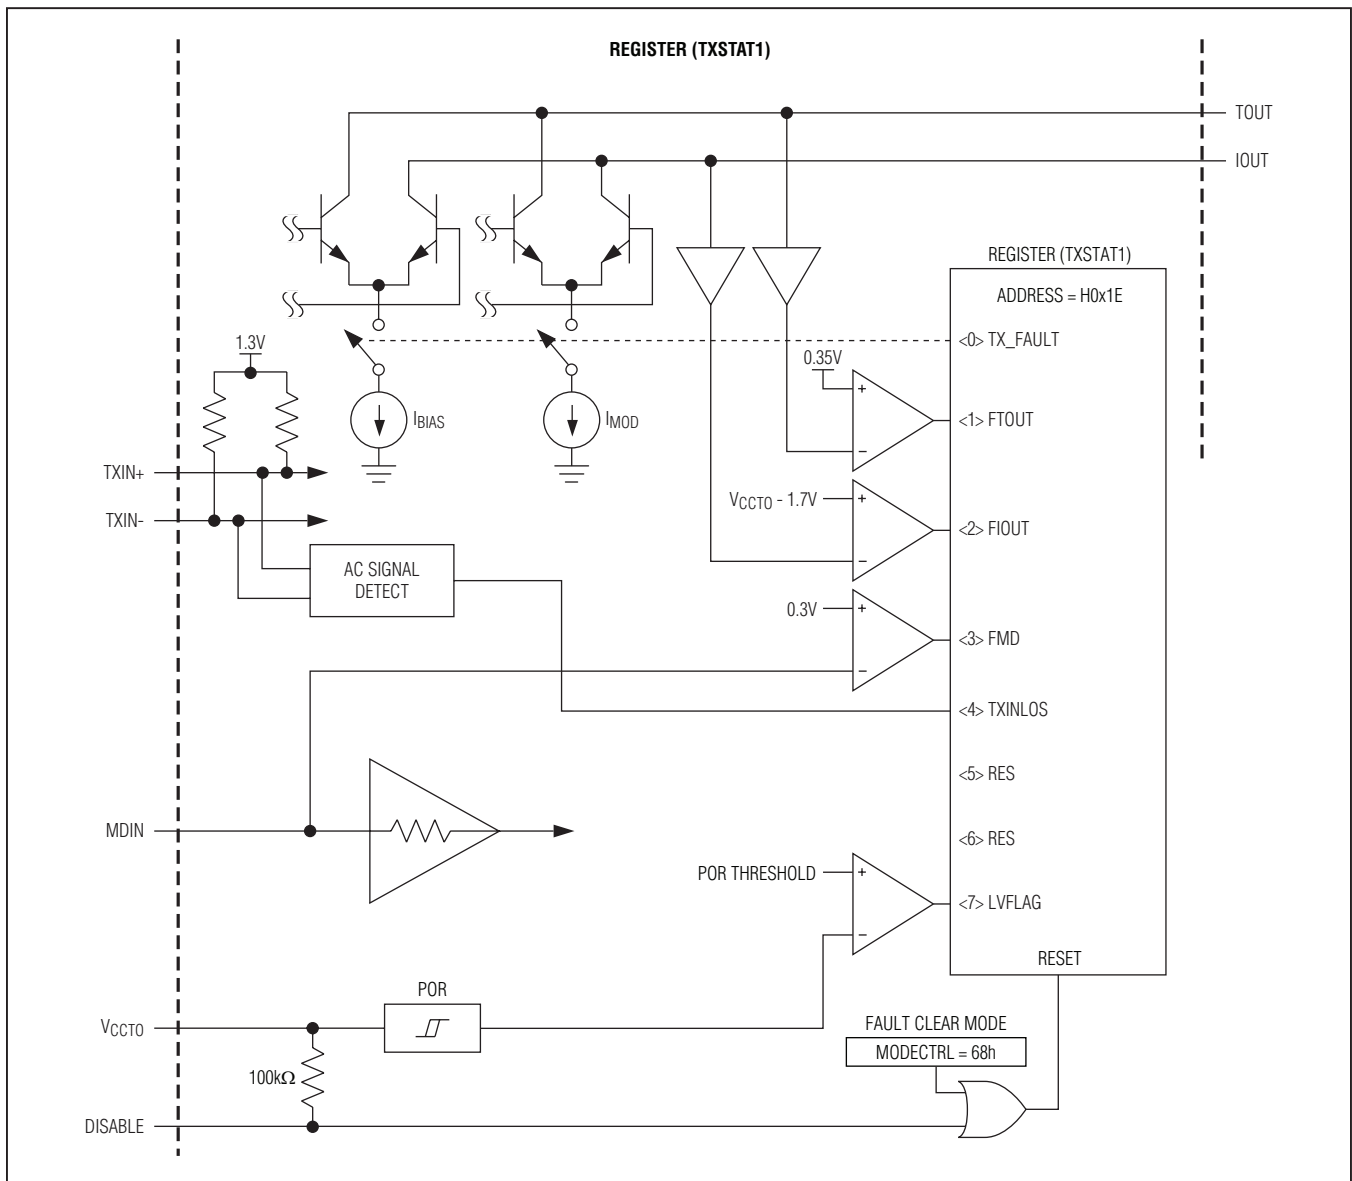 REGISTER (TXSTAT1)
TOUT
IOUT
REGISTER (TXSTAT1)
ADDRESS = H0x1E
<0> TX_FAULT
1.3V
0.35V
+
<1> FTOUT
−
IBIAS
IMOD
TXIN+
VCCTO - 1.7V
+
TXIN-
<2> FIOUT
−
AC SIGNAL
DETECT
0.3V
+
<3> FMD
−
<4> TXINLOS
<5> RES
MDIN
<6> RES
POR THRESHOLD
+
<7> LVFLAG
−
RESET
POR
VCCTO
FAULT CLEAR MODE
MODECTRL = 68h
100kΩ
DISABLE